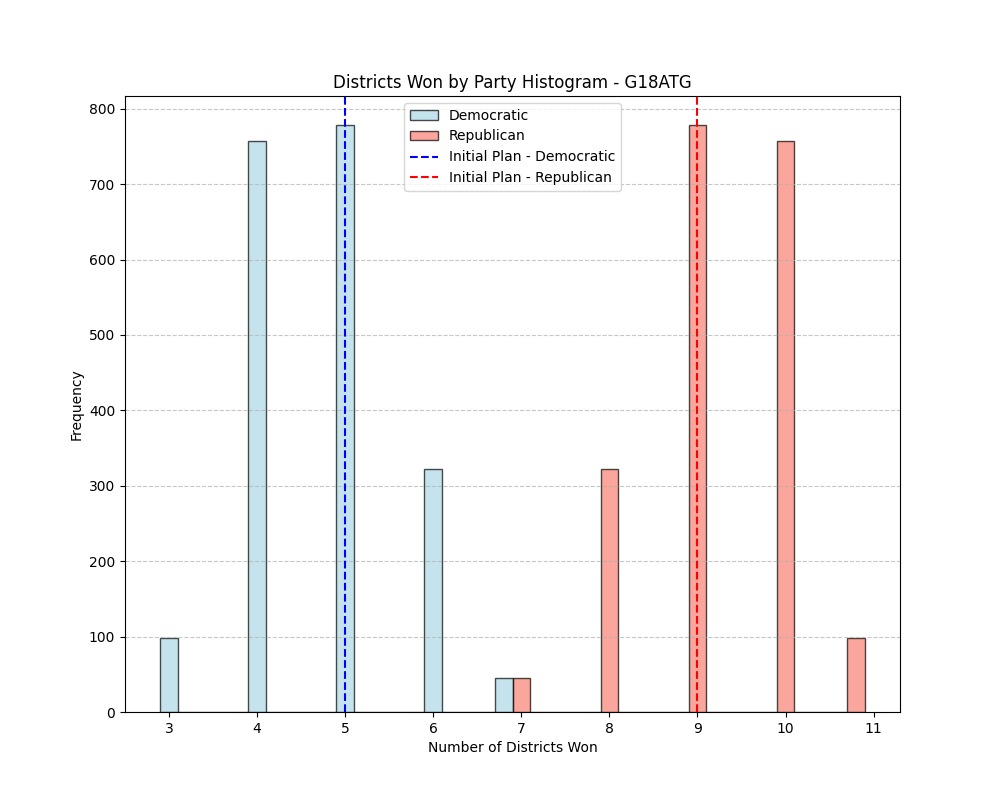 Districts Won by Party Histogram - G18ATG
Democratic
Republican
Initial Plan - Democratic
Initial Plan - Republican
800
700
600
500
400
300
200
100
0
Frequency
3 4 5 6 7 8 9 10 11
Number of Districts Won